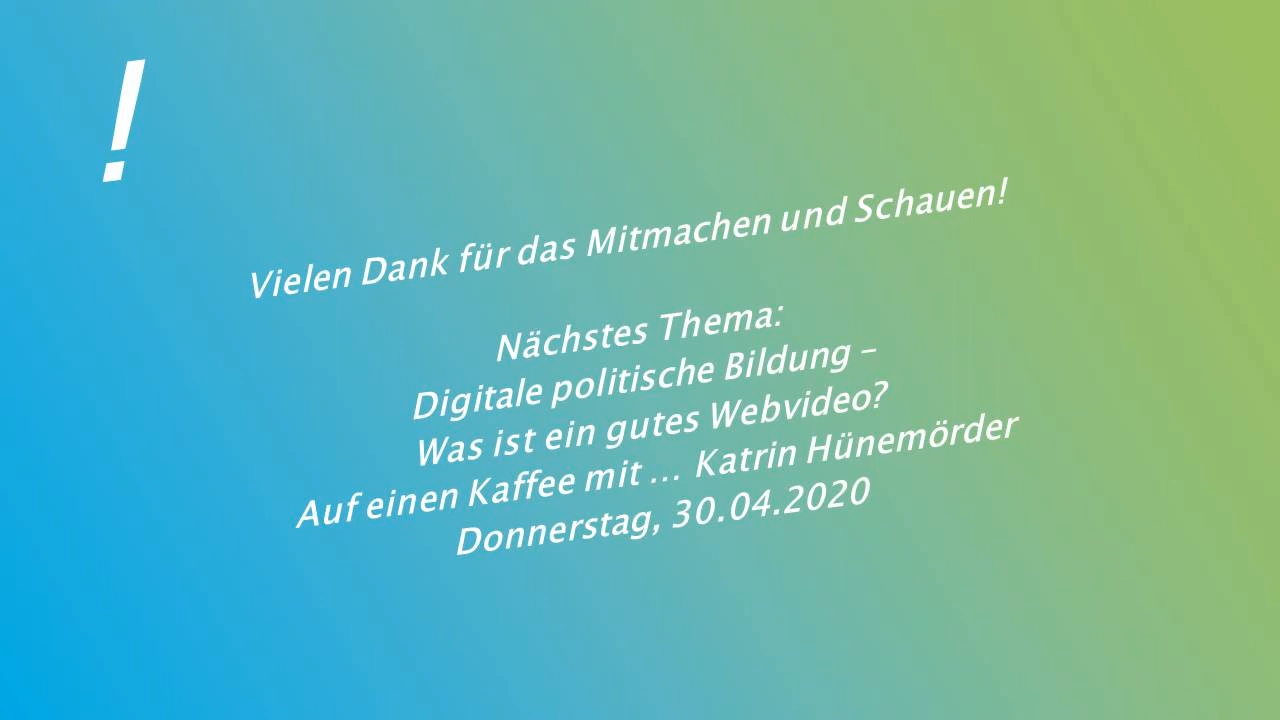 !
Vielen Dank für das Mitmachen und Schauen!
Nächstes Thema:
Digitale politische Bildung –
Was ist ein gutes Webvideo?
Auf einen Kaffee mit ... Katrin Hünemörder
Donnerstag, 30.04.2020